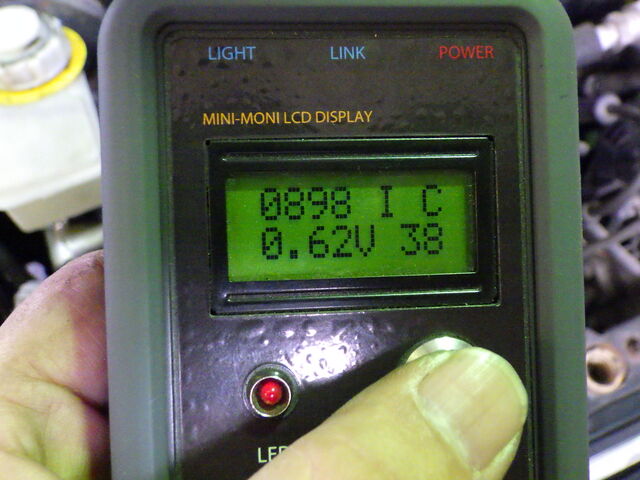 LIGHT LINK POWER
MINI-MONI LCD DISPLAY
0898 I C
0.62V 38